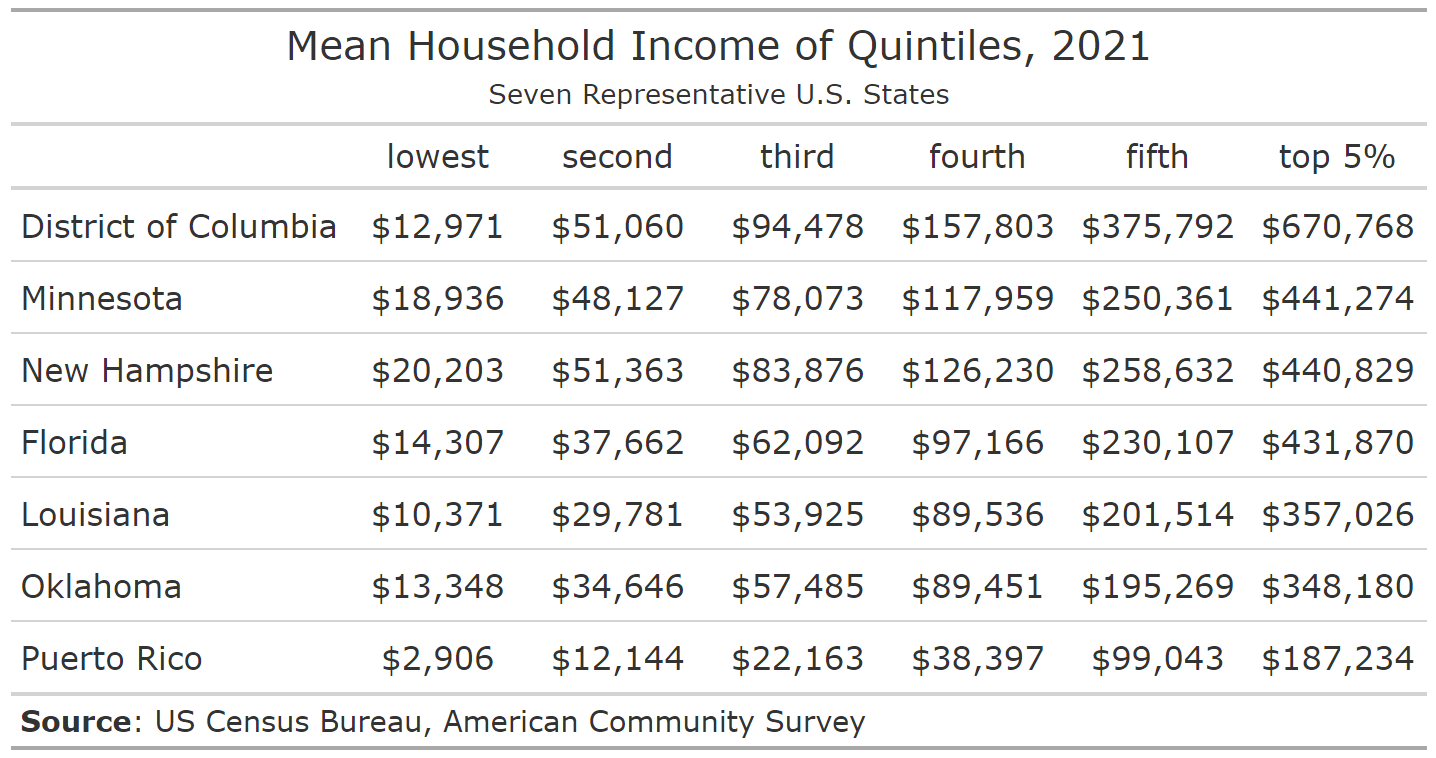 Mean Household Income of Quintiles, 2021
Seven Representative U.S. States
lowest second third fourth fifth top 5%
District of Columbia $12,971 $51,060 $94,478 $157,803 $375,792 $670,768
Minnesota $18,936 $48,127 $78,073 $117,959 $250,361 $441,274
New Hampshire $20,203 $51,363 $83,876 $126,230 $258,632 $440,829
Florida $14,307 $37,662 $62,092 $97,166 $230,107 $431,870
Louisiana $10,371 $29,781 $53,925 $89,536 $201,514 $357,026
Oklahoma $13,348 $34,646 $57,485 $89,451 $195,269 $348,180
Puerto Rico $2,906 $12,144 $22,163 $38,397 $99,043 $187,234
Source: US Census Bureau, American Community Survey